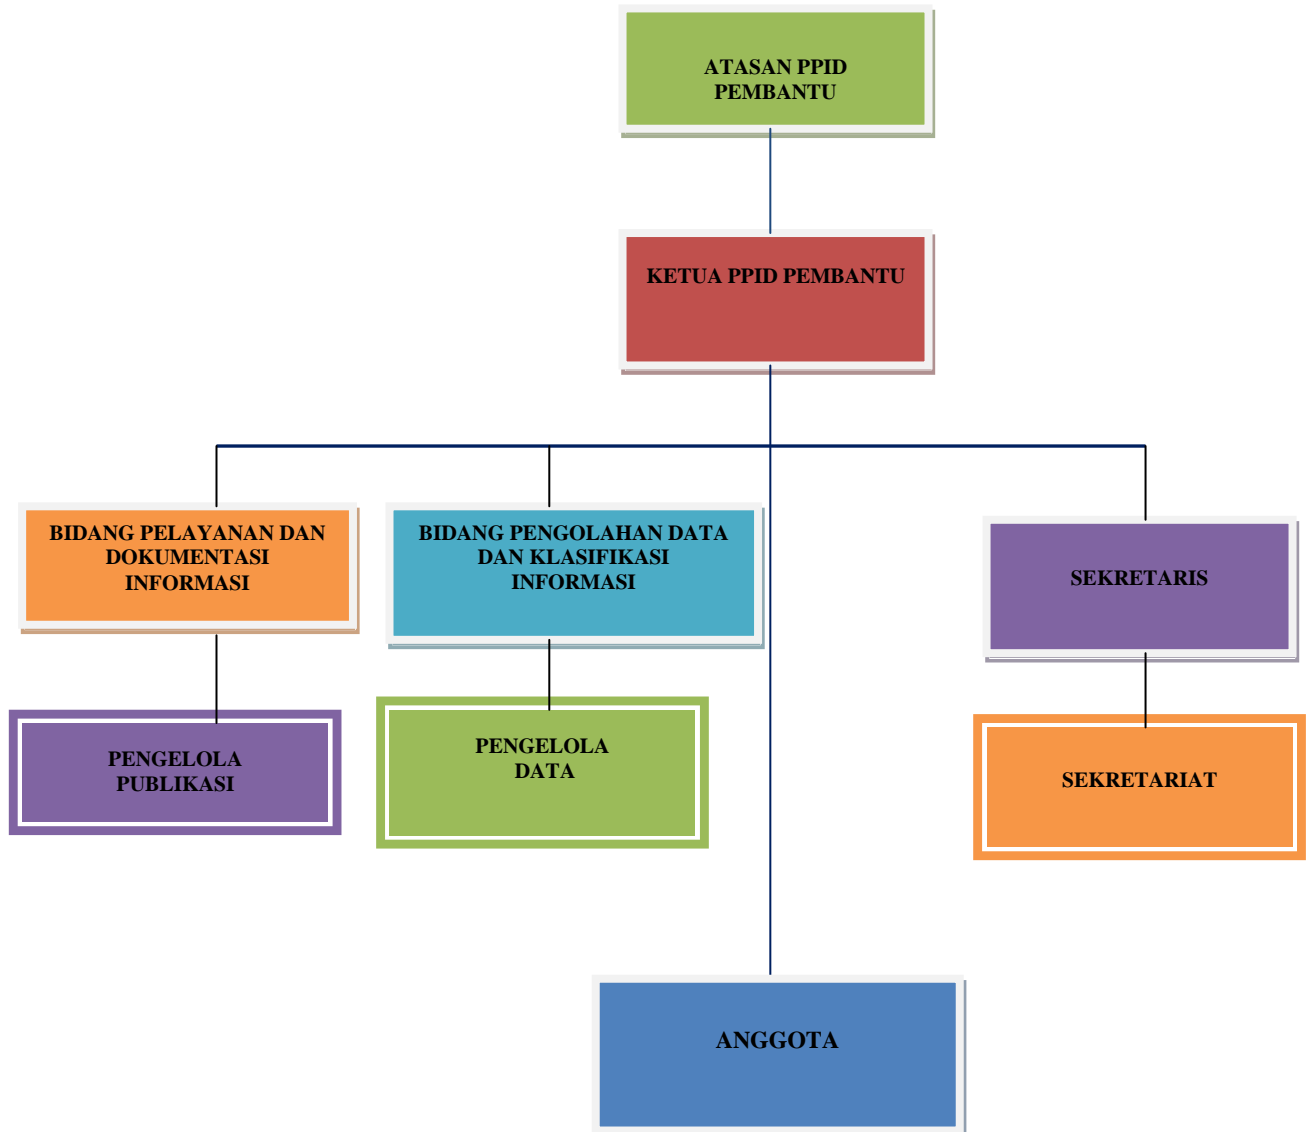 ATASAN PPID
PEMBANTU
KETUA PPID PEMBANTU
BIDANG PELAYANAN DAN
DOKUMENTASI
INFORMASI
BIDANG PENGOLAHAN DATA
DAN KLASIFIKASI
INFORMASI
SEKRETARIS
PENGELOLA
PUBLIKASI
PENGELOLA
DATA
SEKRETARIAT
ANGGOTA